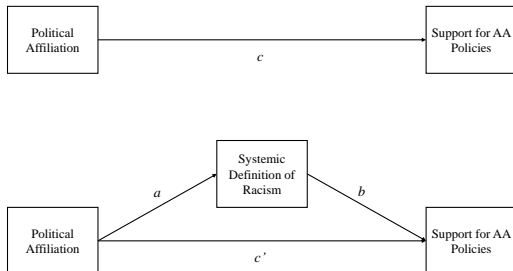 Political
Affiliation
Support for AA
Policies
c
Systemic
Definition of
Racism
a
b
Political
Affiliation
Support for AA
Policies
c'